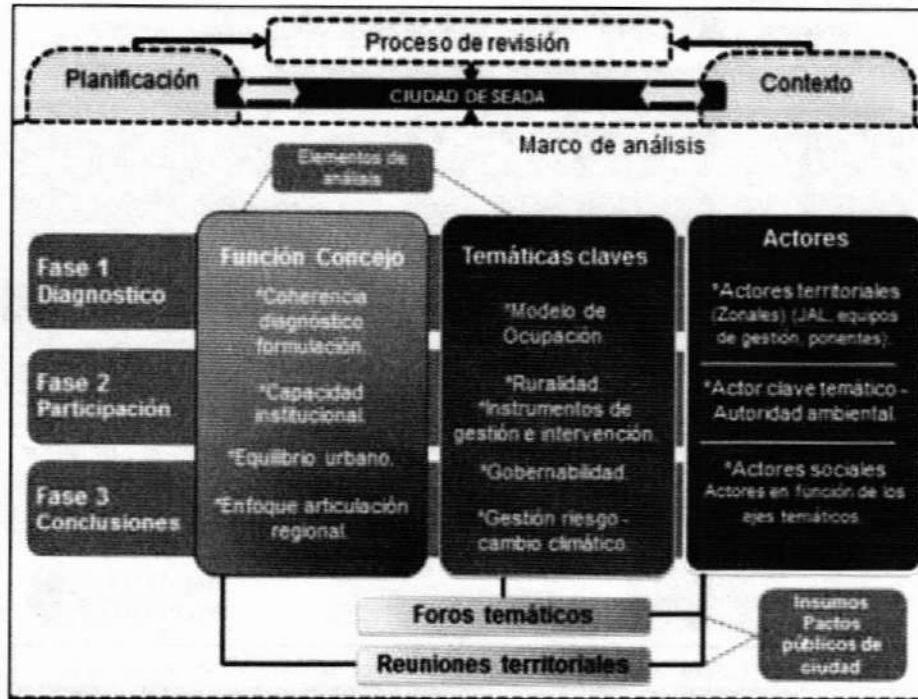 Proceso de revisión
Planificación
Contexto
CIUDAD DESEADA
Marco de análisis
Elementos de
análisis
Fase 1
Diagnostico
Fase 2
Participación
Fase 3
Conclusiones
Función Concejo
*Coherencia
diagnóstico
formulación.
*Capacidad
institucional.
*Equilibrio urbano.
*Enfoque articulación
regional.
Temáticas claves
*Modelo de
Ocupación.
*Ruralidad.
*Instrumentos de
gestión e intervención.
*Gobernabilidad
*Gestión riesgo -
cambio climático.
Actores
*Actores territoriales
(Zonales) (JAL, equipos
de gestión, ponentes).
*Actor clave temático -
Autoridad ambiental.
*Actores sociales
Actores en función de los
ejes temáticos.
Foros temáticos
Reuniones territoriales
Insumos
Pactos
públicos de
ciudad